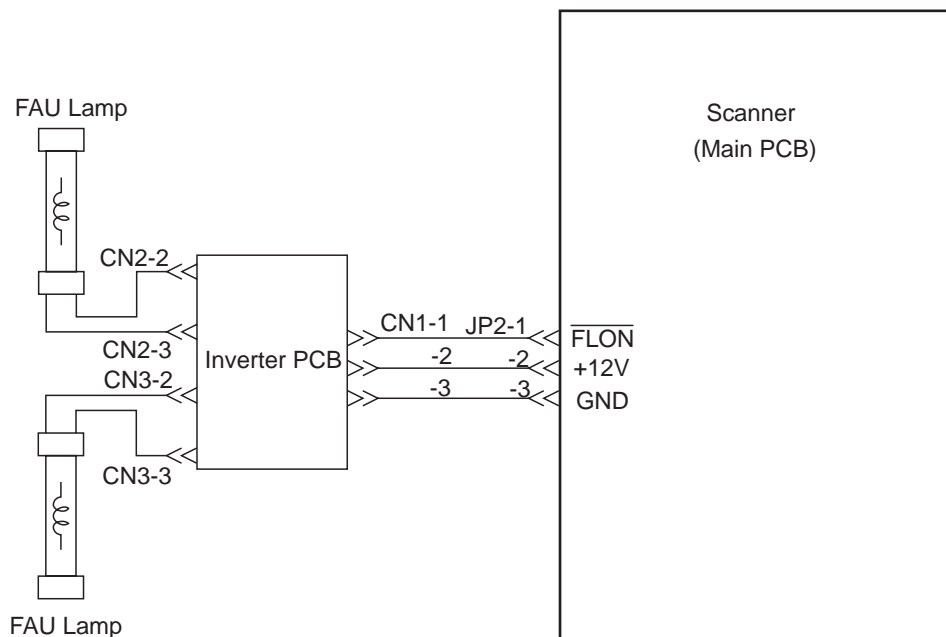 FAU Lamp
Scanner
(Main PCB)
CN2-2
CN2-3
CN3-2
CN3-3
Inverter PCB
CN1-1 JP2-1 FLON
-2 -2 +12V
-3 -3 GND
FAU Lamp